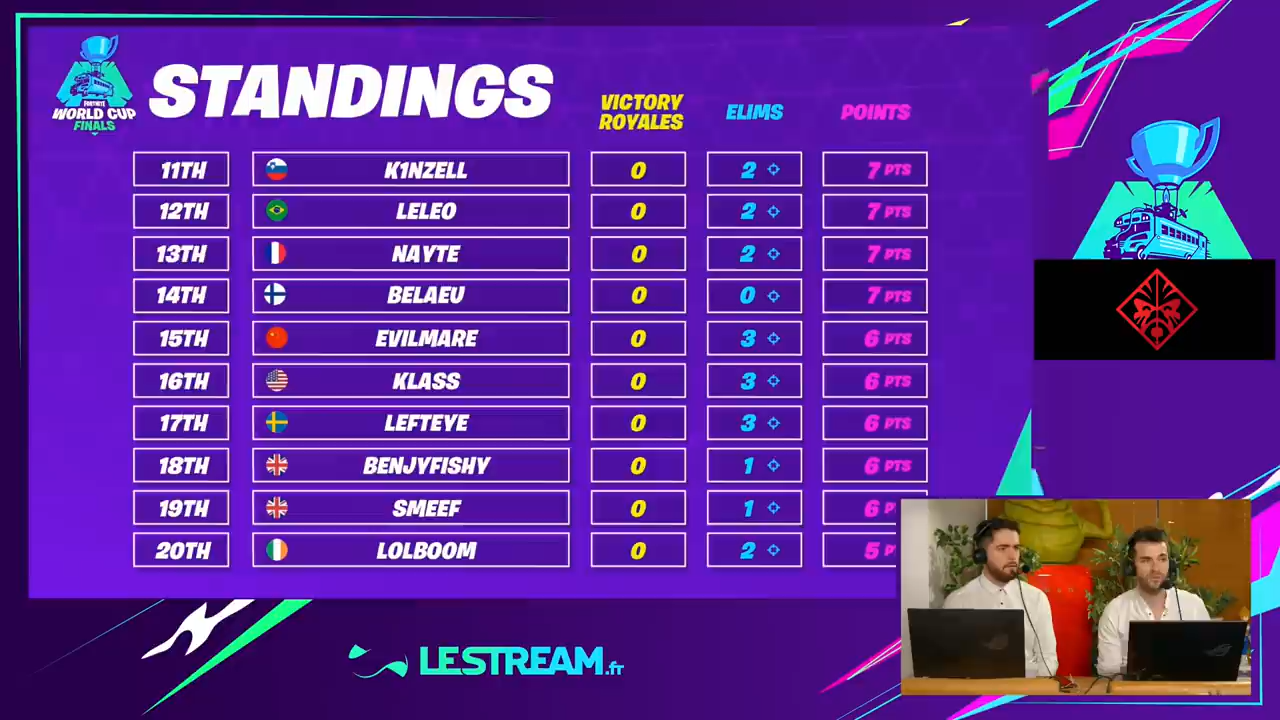 FORTNITE
WORLD CUP
FINALS
STANDINGS
VICTORY
ROYALES
ELIMS
POINTS
11TH K1NZELL 0 2 7 PTS
12TH LELEO 0 2 7 PTS
13TH NAYTE 0 2 7 PTS
14TH BELAEU 0 0 7 PTS
15TH EVILMARE 0 3 6 PTS
16TH KLASS 0 3 6 PTS
17TH LEFTEYE 0 3 6 PTS
18TH BENJYFISHY 0 1 6 PTS
19TH SMEEF 0 1 6 P
20TH LOLBOOM 0 2 5 P
LESTREAM.fr